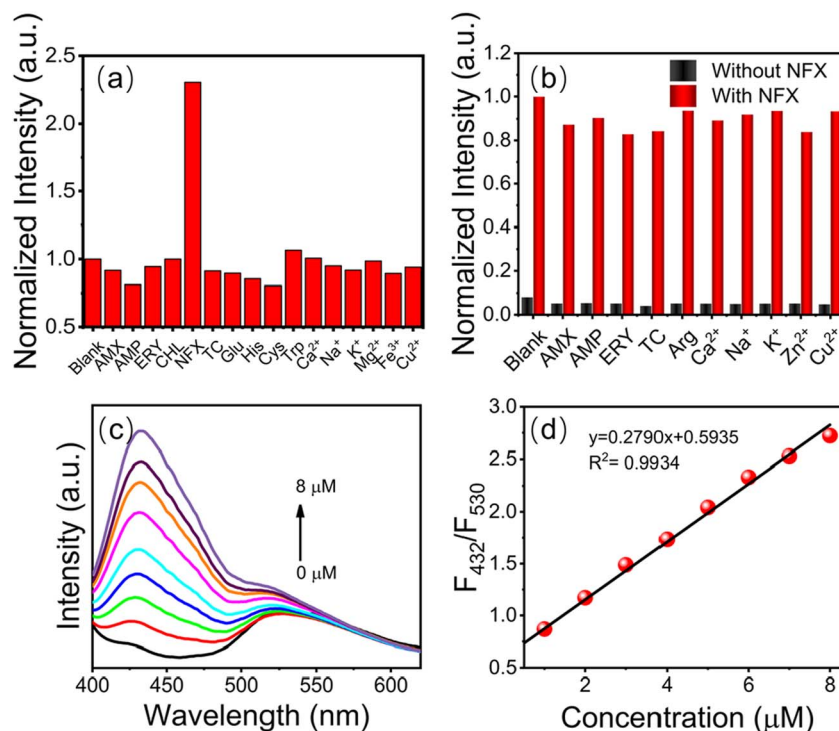 (a)
Normalized Intensity (a.u.)
2.5
2.0
1.5
1.0
0.5
Blank
AMX
AMP
ERY
CHL
NFX
TC
Glu
His
Cys
Trp
Ca²⁺
Na⁺
K⁺
Mg²⁺
Fe³⁺
Cu²⁺
(b)
Without NFX
With NFX
Normalized Intensity (a.u.)
1.2
1.0
0.8
0.6
0.4
0.2
0.0
Blank
AMX
AMP
ERY
TC
Arg
Ca²⁺
Na⁺
K⁺
Zn²⁺
Cu²⁺
(c)
8 μM
0 μM
Intensity (a.u.)
400 450 500 550 600
Wavelength (nm)
(d)
y=0.2790x+0.5935
R²= 0.9934
F₄₃₂/F₅₃₀
3.0
2.5
2.0
1.5
1.0
0.5
2 4 6 8
Concentration (μM)